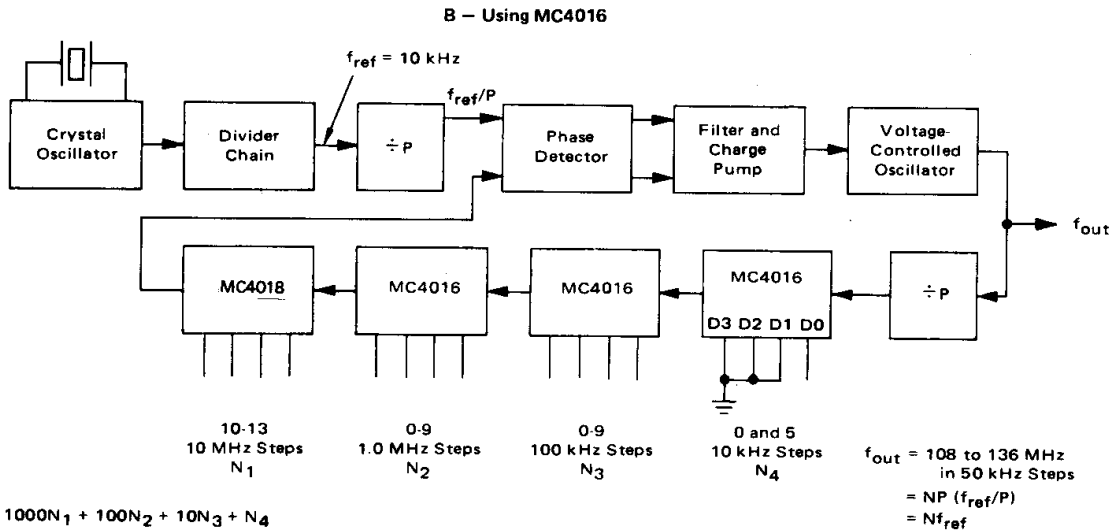 B – Using MC4016
f_ref = 10 kHz
f_ref/P
Crystal
Oscillator
Divider
Chain
÷P
Phase
Detector
Filter and
Charge
Pump
Voltage-
Controlled
Oscillator
f_out
MC4018
MC4016
MC4016
MC4016
D3 D2 D1 D0
÷P
10-13
10 MHz Steps
N₁
0-9
1.0 MHz Steps
N₂
0-9
100 kHz Steps
N₃
0 and 5
10 kHz Steps
N₄
f_out = 108 to 136 MHz
in 50 kHz Steps
= NP (f_ref/P)
= Nf_ref
1000N₁ + 100N₂ + 10N₃ + N₄